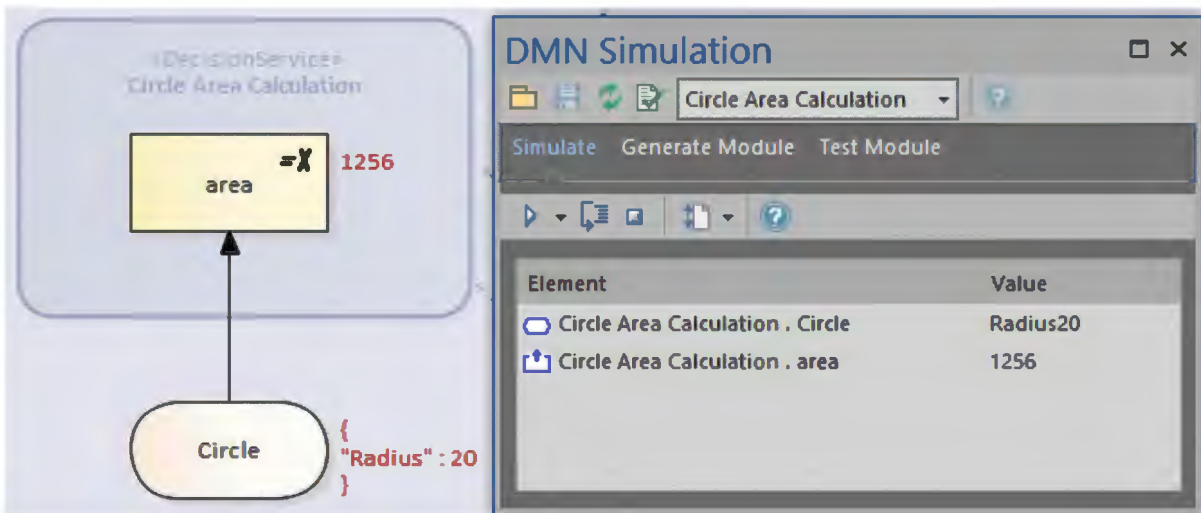 «DecisionService»
Circle Area Calculation
=X
1256
area
Circle
{
"Radius" : 20
}
DMN Simulation
Circle Area Calculation
Simulate Generate Module Test Module
Element Value
Circle Area Calculation . Circle Radius20
Circle Area Calculation . area 1256